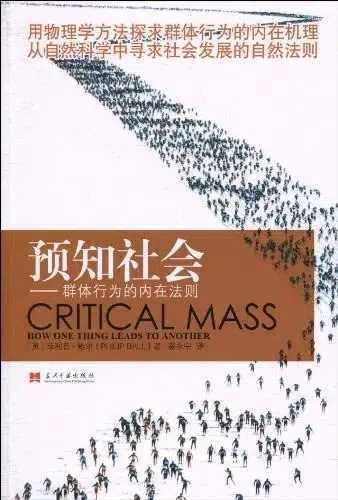 用物理学方法探求群体行为的内在机理
从自然科学中寻求社会发展的自然法则
预知社会
——群体行为的内在法则
CRITICAL MASS
HOW ONE THING LEADS TO ANOTHER
[英]菲利普·鲍尔(PHILIP BALL)著 暴永宁 译
当代中国出版社